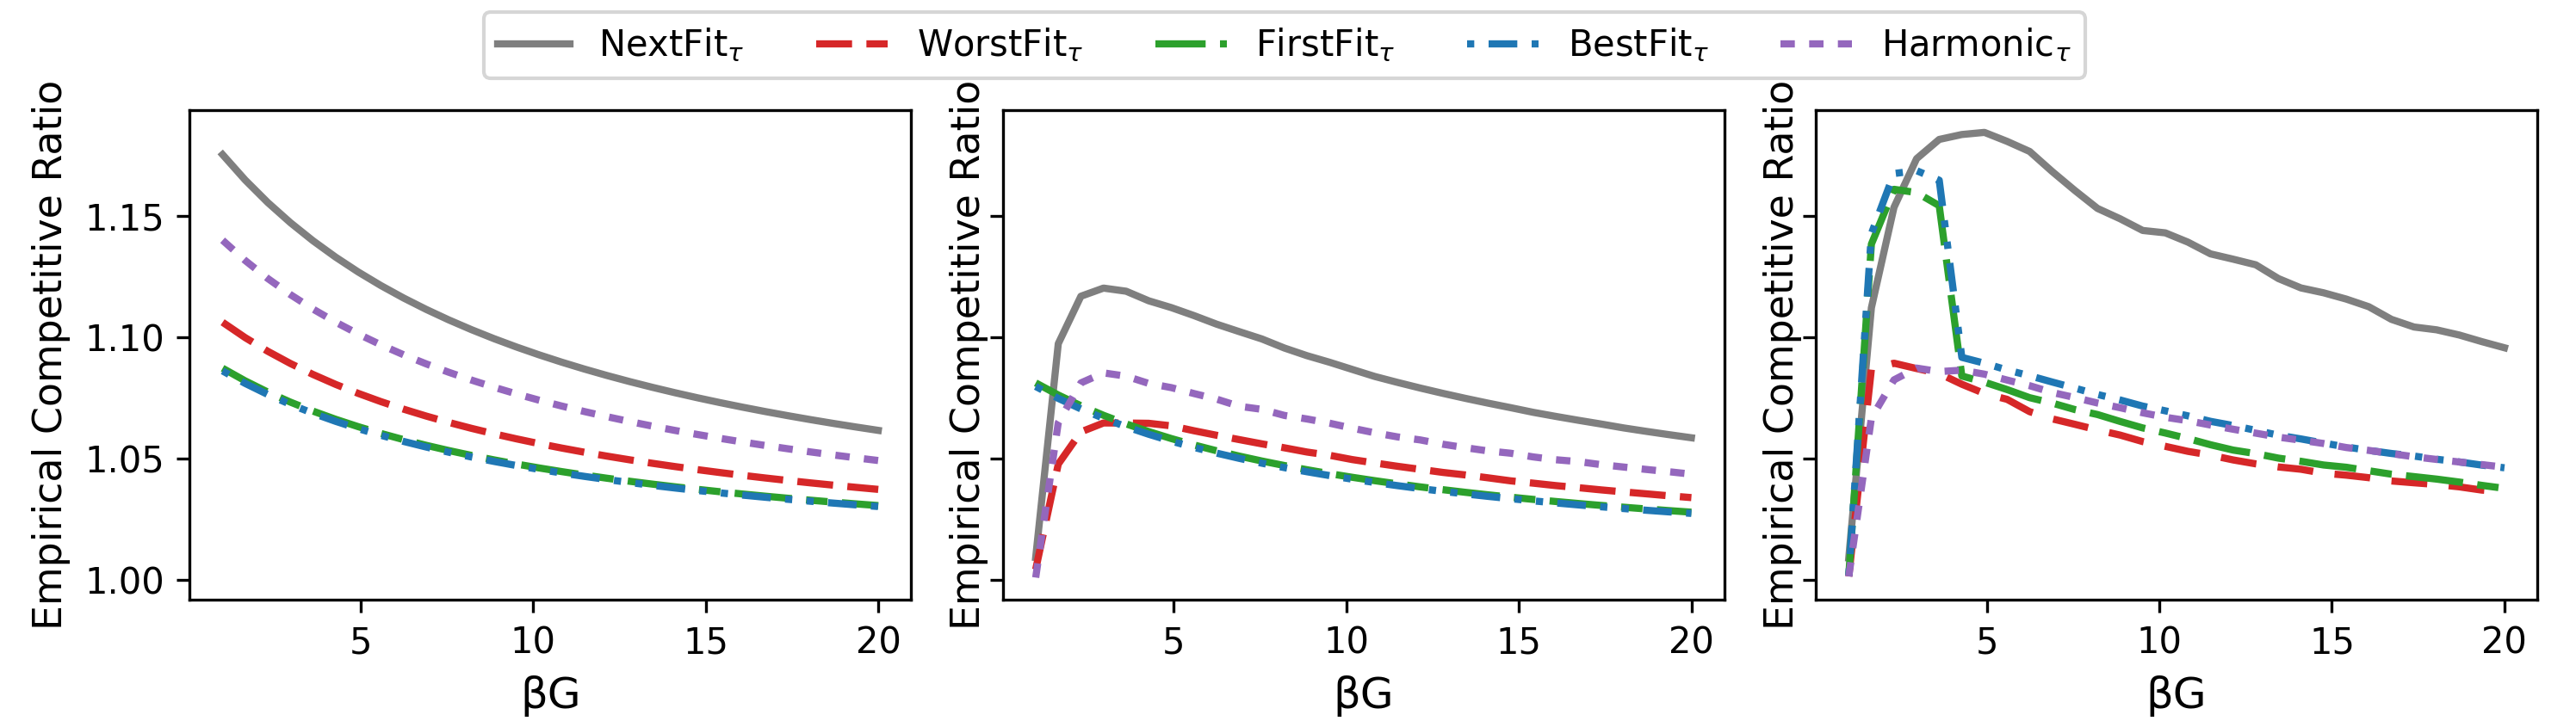 NextFitτ WorstFitτ FirstFitτ BestFitτ Harmonicτ
Empirical Competitive Ratio
1.15
1.10
1.05
1.00
5 10 15 20
βG
Empirical Competitive Ratio
5 10 15 20
βG
Empirical Competitive Ratio
5 10 15 20
βG